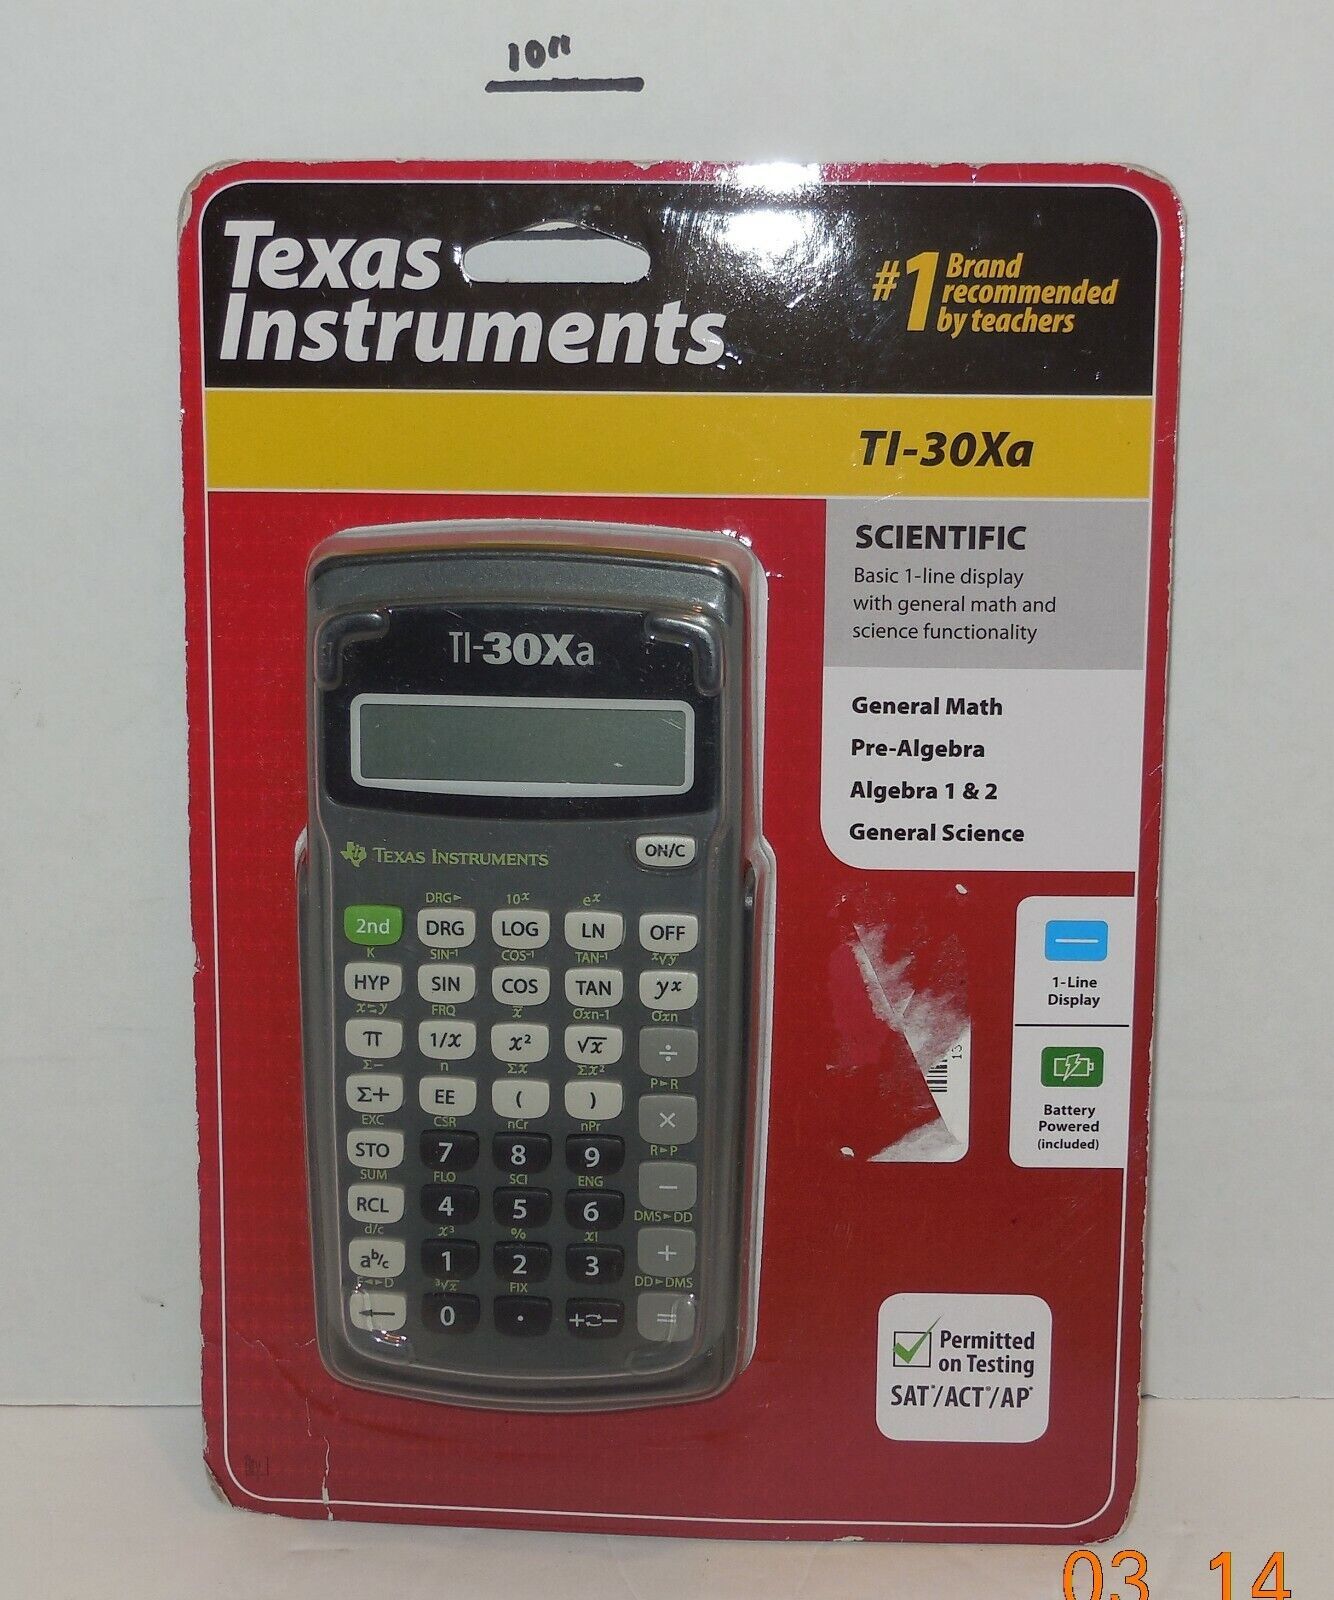 10"
Texas
Instruments
#1 Brand
recommended
by teachers
TI-30Xa
SCIENTIFIC
Basic 1-line display
with general math and
science functionality
General Math
Pre-Algebra
Algebra 1 & 2
General Science
TI-30Xa
TEXAS INSTRUMENTS
ON/C
DRG► 10ˣ eˣ
2nd DRG LOG LN OFF
K SIN⁻¹ COS⁻¹ TAN⁻¹ ˣ√y
HYP SIN COS TAN yˣ
x⇌y FRQ x̄ σxn-1 σxn
π 1/x x² √x ÷
Σ- n Σx Σx² P►R
Σ+ EE ( ) ×
EXC CSR nCr nPr R►P
STO 7 8 9 −
SUM FLO SCI ENG DMS►DD
RCL 4 5 6 +
d/c x³ % x! DD►DMS
a b/c 1 2 3 =
F◄►D ³√x FIX
← 0 . +⇄−
1-Line
Display
Battery
Powered
(included)
13
Permitted
on Testing
SAT*/ACT*/AP*
03 14